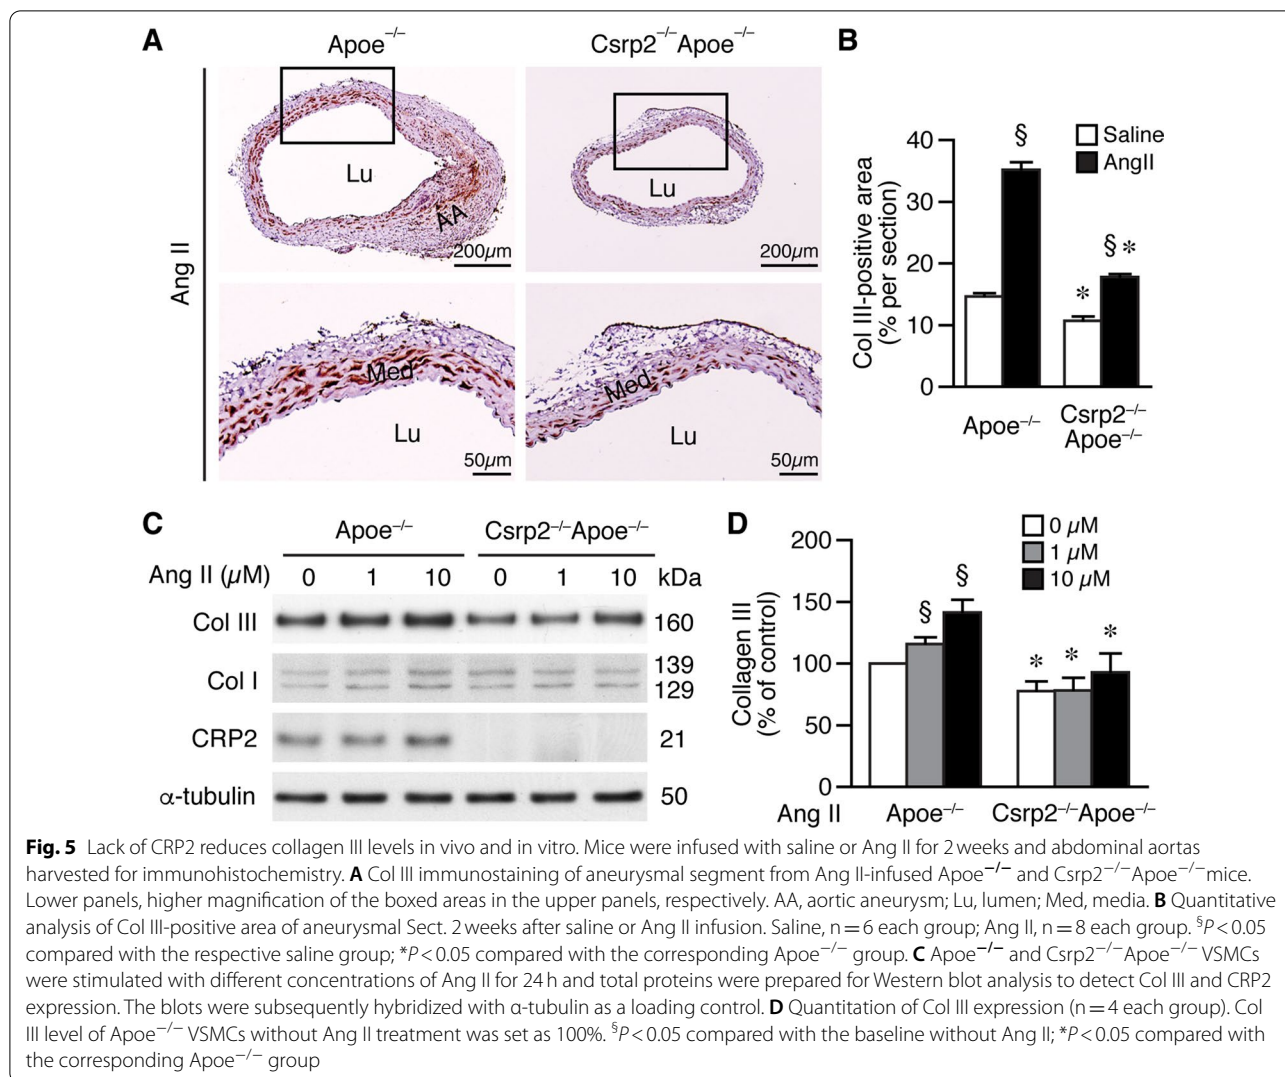 A
Apoe−/−
Csrp2−/−Apoe−/−
Ang II
Lu
AA
200µm
Lu
200µm
Med
Lu
50µm
Med
Lu
50µm
B
Saline
AngII
Col III-positive area
(% per section)
40
30
20
10
0
§
*
§ *
Apoe−/−
Csrp2−/−
Apoe−/−
C
Apoe−/−
Csrp2−/−Apoe−/−
Ang II (µM) 0 1 10 0 1 10 kDa
Col III 160
Col I 139
129
CRP2 21
α-tubulin 50
D
0 µM
1 µM
10 µM
Collagen III
(% of control)
200
150
100
50
0
§
§
*
*
*
Ang II Apoe−/− Csrp2−/−Apoe−/−
Fig. 5 Lack of CRP2 reduces collagen III levels in vivo and in vitro. Mice were infused with saline or Ang II for 2 weeks and abdominal aortas
harvested for immunohistochemistry. A Col III immunostaining of aneurysmal segment from Ang II-infused Apoe−/− and Csrp2−/−Apoe−/−mice.
Lower panels, higher magnification of the boxed areas in the upper panels, respectively. AA, aortic aneurysm; Lu, lumen; Med, media. B Quantitative
analysis of Col III-positive area of aneurysmal Sect. 2 weeks after saline or Ang II infusion. Saline, n = 6 each group; Ang II, n = 8 each group. §P < 0.05
compared with the respective saline group; *P < 0.05 compared with the corresponding Apoe−/− group. C Apoe−/− and Csrp2−/−Apoe−/− VSMCs
were stimulated with different concentrations of Ang II for 24 h and total proteins were prepared for Western blot analysis to detect Col III and CRP2
expression. The blots were subsequently hybridized with α-tubulin as a loading control. D Quantitation of Col III expression (n = 4 each group). Col
III level of Apoe−/− VSMCs without Ang II treatment was set as 100%. §P < 0.05 compared with the baseline without Ang II; *P < 0.05 compared with
the corresponding Apoe−/− group